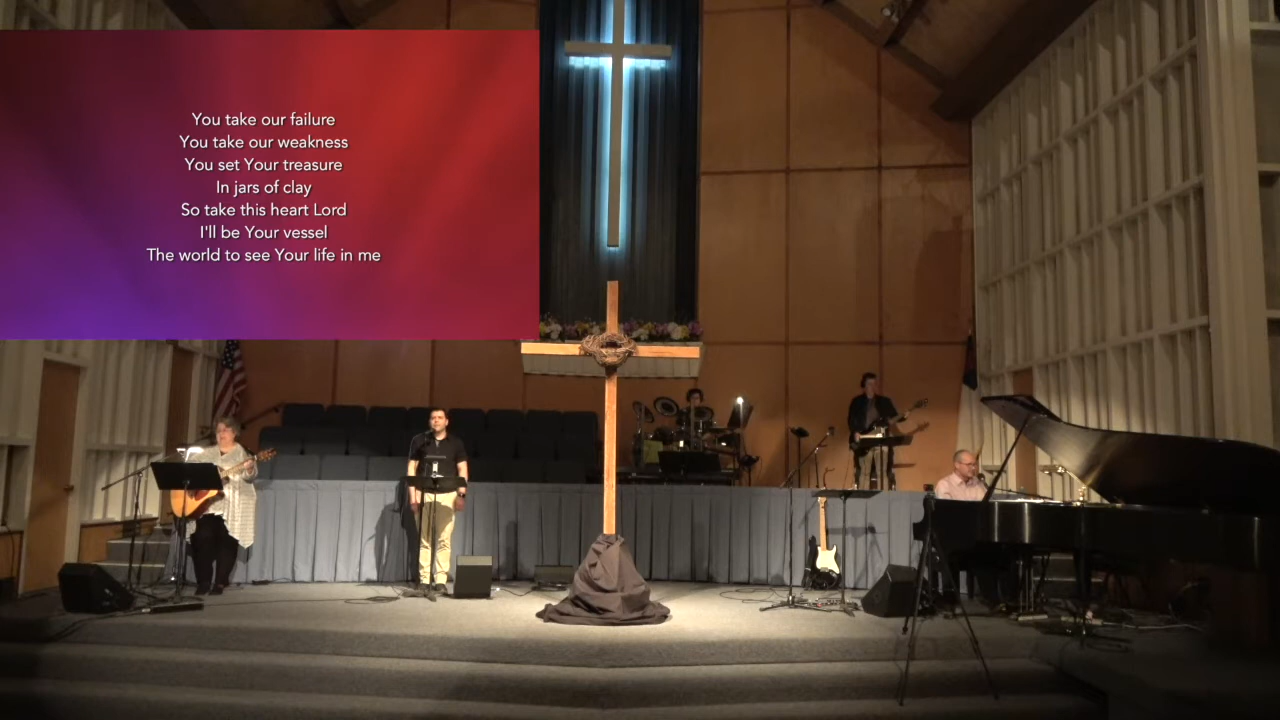 You take our failure
You take our weakness
You set Your treasure
In jars of clay
So take this heart Lord
I'll be Your vessel
The world to see Your life in me